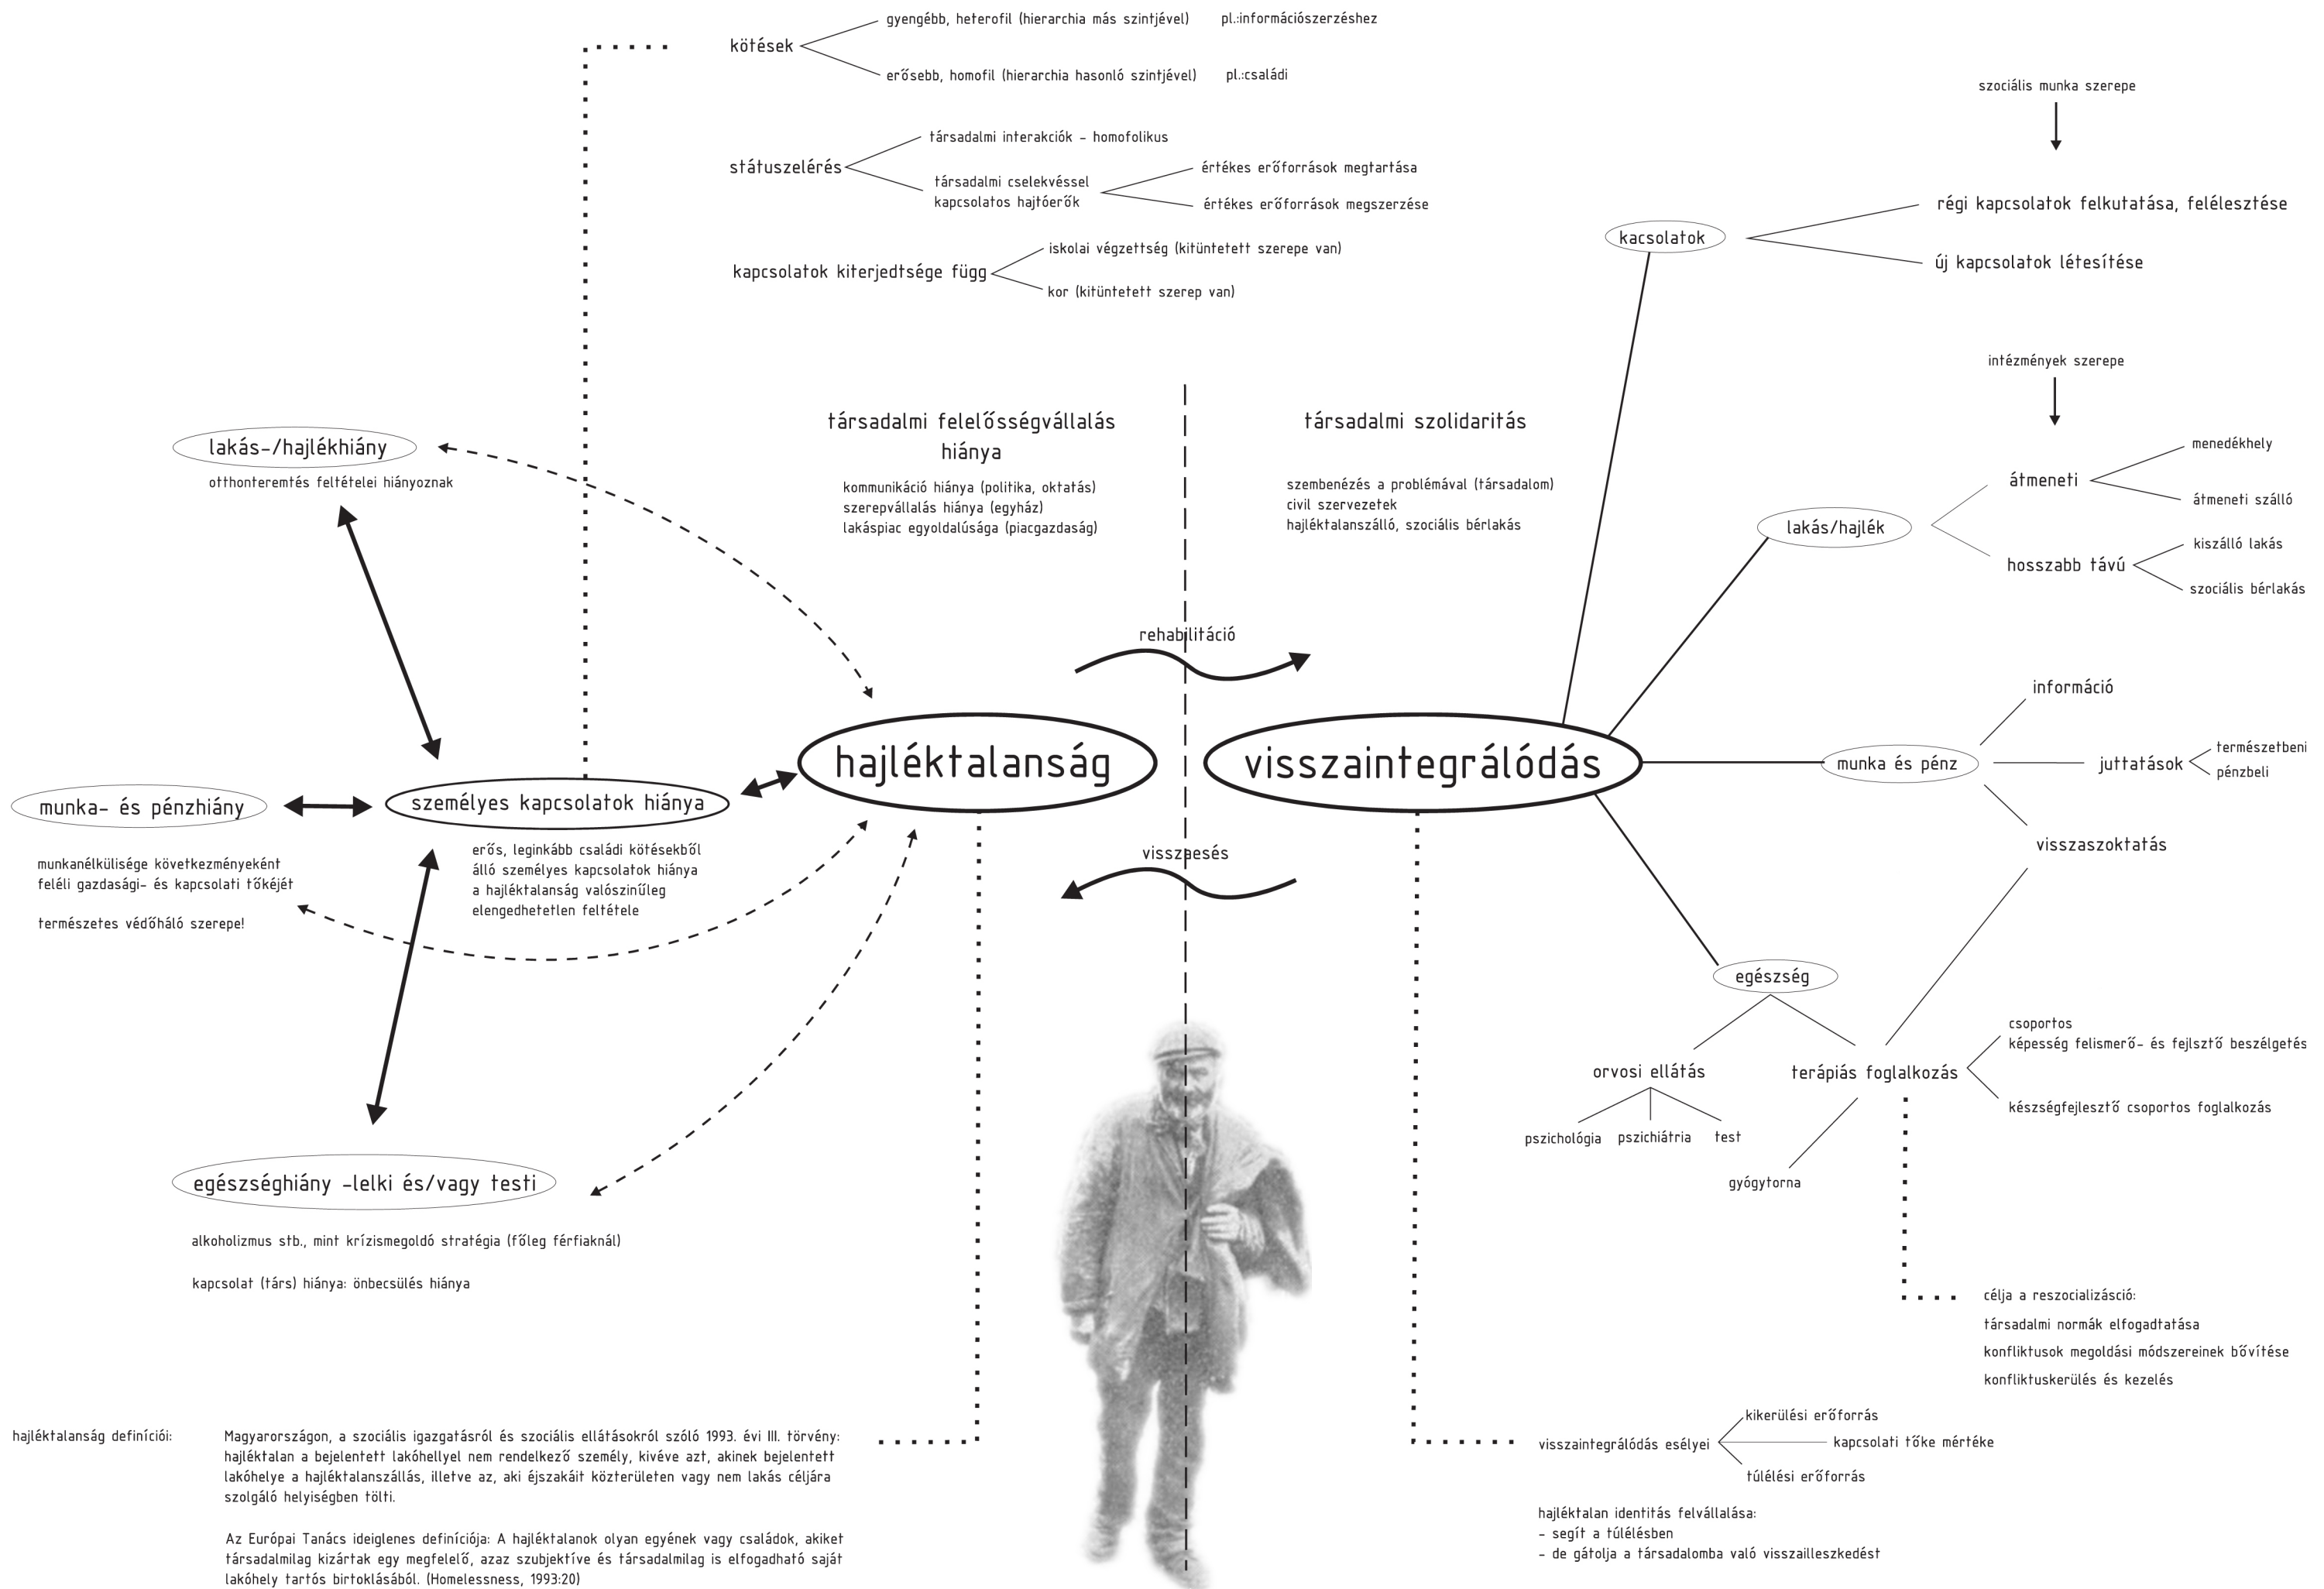 kötések
gyengébb, heterofil (hierarchia más szintjével) pl.:információszerzéshez
erősebb, homofil (hierarchia hasonló szintjével) pl.:családi
státuszelérés
társadalmi interakciók - homofolikus
társadalmi cselekvéssel
kapcsolatos hajtóerők
értékes erőforrások megtartása
értékes erőforrások megszerzése
kapcsolatok kiterjedtsége függ
iskolai végzettség (kitüntetett szerepe van)
kor (kitüntetett szerep van)
szociális munka szerepe
kacsolatok
régi kapcsolatok felkutatása, felélesztése
új kapcsolatok létesítése
intézmények szerepe
lakás/hajlék
átmeneti
menedékhely
átmeneti szálló
hosszabb távú
kiszálló lakás
szociális bérlakás
társadalmi felelősségvállalás
hiánya
kommunikáció hiánya (politika, oktatás)
szerepvállalás hiánya (egyház)
lakáspiac egyoldalúsága (piacgazdaság)
társadalmi szolidaritás
szembenézés a problémával (társadalom)
civil szervezetek
hajléktalanszálló, szociális bérlakás
lakás-/hajlékhiány
otthonteremtés feltételei hiányoznak
rehabilitáció
hajléktalanság
visszaintegrálódás
visszaesés
munka- és pénzhiány
munkanélkülisége következményeként
feléli gazdasági- és kapcsolati tőkéjét
természetes védőháló szerepe!
személyes kapcsolatok hiánya
erős, leginkább családi kötésekből
álló személyes kapcsolatok hiánya
a hajléktalanság valószinűleg
elengedhetetlen feltétele
munka és pénz
információ
juttatások
természetbeni
pénzbeli
visszaszoktatás
egészség
orvosi ellátás
pszichológia
pszichiátria
test
terápiás foglalkozás
csoportos
képesség felismerő- és fejlsztő beszélgetés
készségfejlesztő csoportos foglalkozás
gyógytorna
célja a reszocializásció:
társadalmi normák elfogadtatása
konfliktusok megoldási módszereinek bővítése
konfliktuskerülés és kezelés
egészséghiány -lelki és/vagy testi
alkoholizmus stb., mint krízismegoldó stratégia (főleg férfiaknál)
kapcsolat (társ) hiánya: önbecsülés hiánya
hajléktalanság definíciói:
Magyarországon, a szociális igazgatásról és szociális ellátásokról szóló 1993. évi III. törvény:
hajléktalan a bejelentett lakóhellyel nem rendelkező személy, kivéve azt, akinek bejelentett
lakóhelye a hajléktalanszállás, illetve az, aki éjszakáit közterületen vagy nem lakás céljára
szolgáló helyiségben tölti.
Az Európai Tanács ideiglenes definíciója: A hajléktalanok olyan egyének vagy családok, akiket
társadalmilag kizártak egy megfelelő, azaz szubjektíve és társadalmilag is elfogadható saját
lakóhely tartós birtoklásából. (Homelessness, 1993:20)
visszaintegrálódás esélyei
kikerülési erőforrás
kapcsolati tőke mértéke
túlélési erőforrás
hajléktalan identitás felvállalása:
- segít a túlélésben
- de gátolja a társadalomba való visszailleszkedést